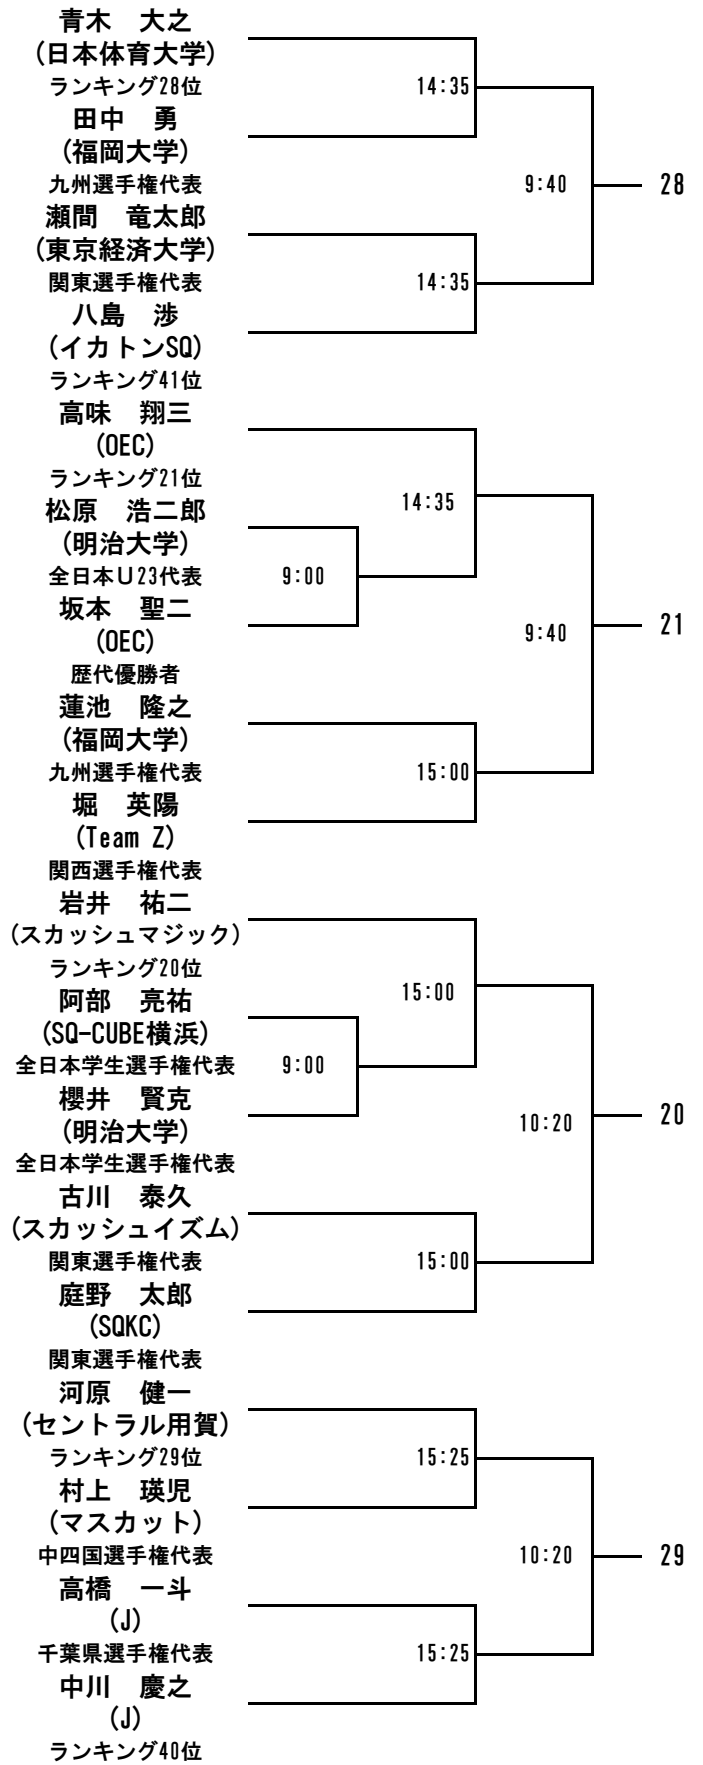 青木　大之
(日本体育大学)
ランキング28位
14:35
田中　勇
(福岡大学)
九州選手権代表
9:40
28
瀬間　竜太郎
(東京経済大学)
関東選手権代表
14:35
八島　渉
(イカトンSQ)
ランキング41位
高味　翔三
(OEC)
ランキング21位
14:35
松原　浩二郎
(明治大学)
全日本U23代表
9:00
坂本　聖二
(OEC)
9:40
21
歴代優勝者
蓮池　隆之
(福岡大学)
九州選手権代表
15:00
堀　英陽
(Team Z)
関西選手権代表
岩井　祐二
(スカッシュマジック)
ランキング20位
15:00
阿部　亮祐
(SQ-CUBE横浜)
全日本学生選手権代表
9:00
櫻井　賢克
(明治大学)
10:20
20
全日本学生選手権代表
古川　泰久
(スカッシュイズム)
関東選手権代表
15:00
庭野　太郎
(SQKC)
関東選手権代表
河原　健一
(セントラル用賀)
ランキング29位
15:25
村上　瑛児
(マスカット)
中四国選手権代表
10:20
29
高橋　一斗
(J)
千葉県選手権代表
15:25
中川　慶之
(J)
ランキング40位